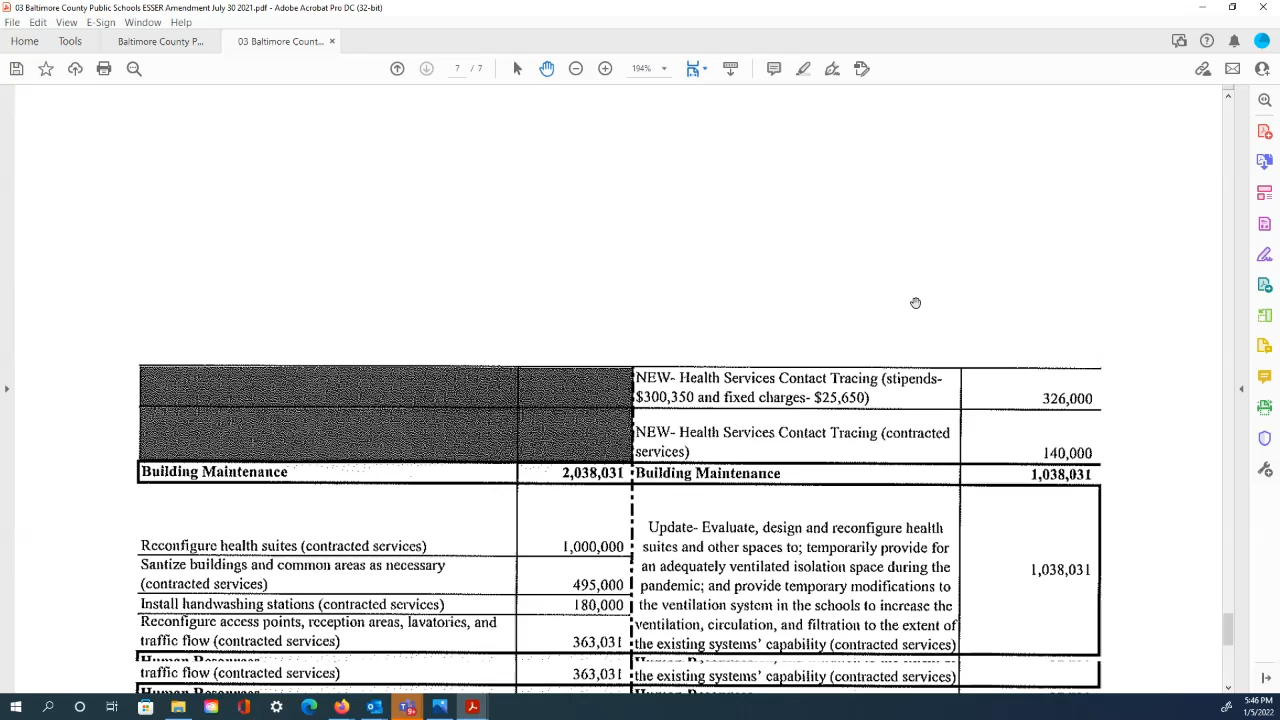 03 Baltimore County Public Schools ESSER Amendment July 30 2021.pdf - Adobe Acrobat Pro DC (32-bit)
File Edit View E-Sign Window Help
Home Tools Baltimore County P... 03 Baltimore Count... ×
7 / 7 194%
NEW- Health Services Contact Tracing (stipends-
$300,350 and fixed charges- $25,650) 326,000
NEW- Health Services Contact Tracing (contracted
services) 140,000
Building Maintenance 2,038,031 Building Maintenance 1,038,031
Update- Evaluate, design and reconfigure health
Reconfigure health suites (contracted services) 1,000,000 suites and other spaces to; temporarily provide for
Santize buildings and common areas as necessary an adequately ventilated isolation space during the 1,038,031
(contracted services) 495,000 pandemic; and provide temporary modifications to
Install handwashing stations (contracted services) 180,000 the ventilation system in the schools to increase the
Reconfigure access points, reception areas, lavatories, and ventilation, circulation, and filtration to the extent of
traffic flow (contracted services) 363,031 the existing systems' capability (contracted services)
traffic flow (contracted services) 363,031 the existing systems' capability (contracted services)
Human Resources
5:46 PM
1/5/2022